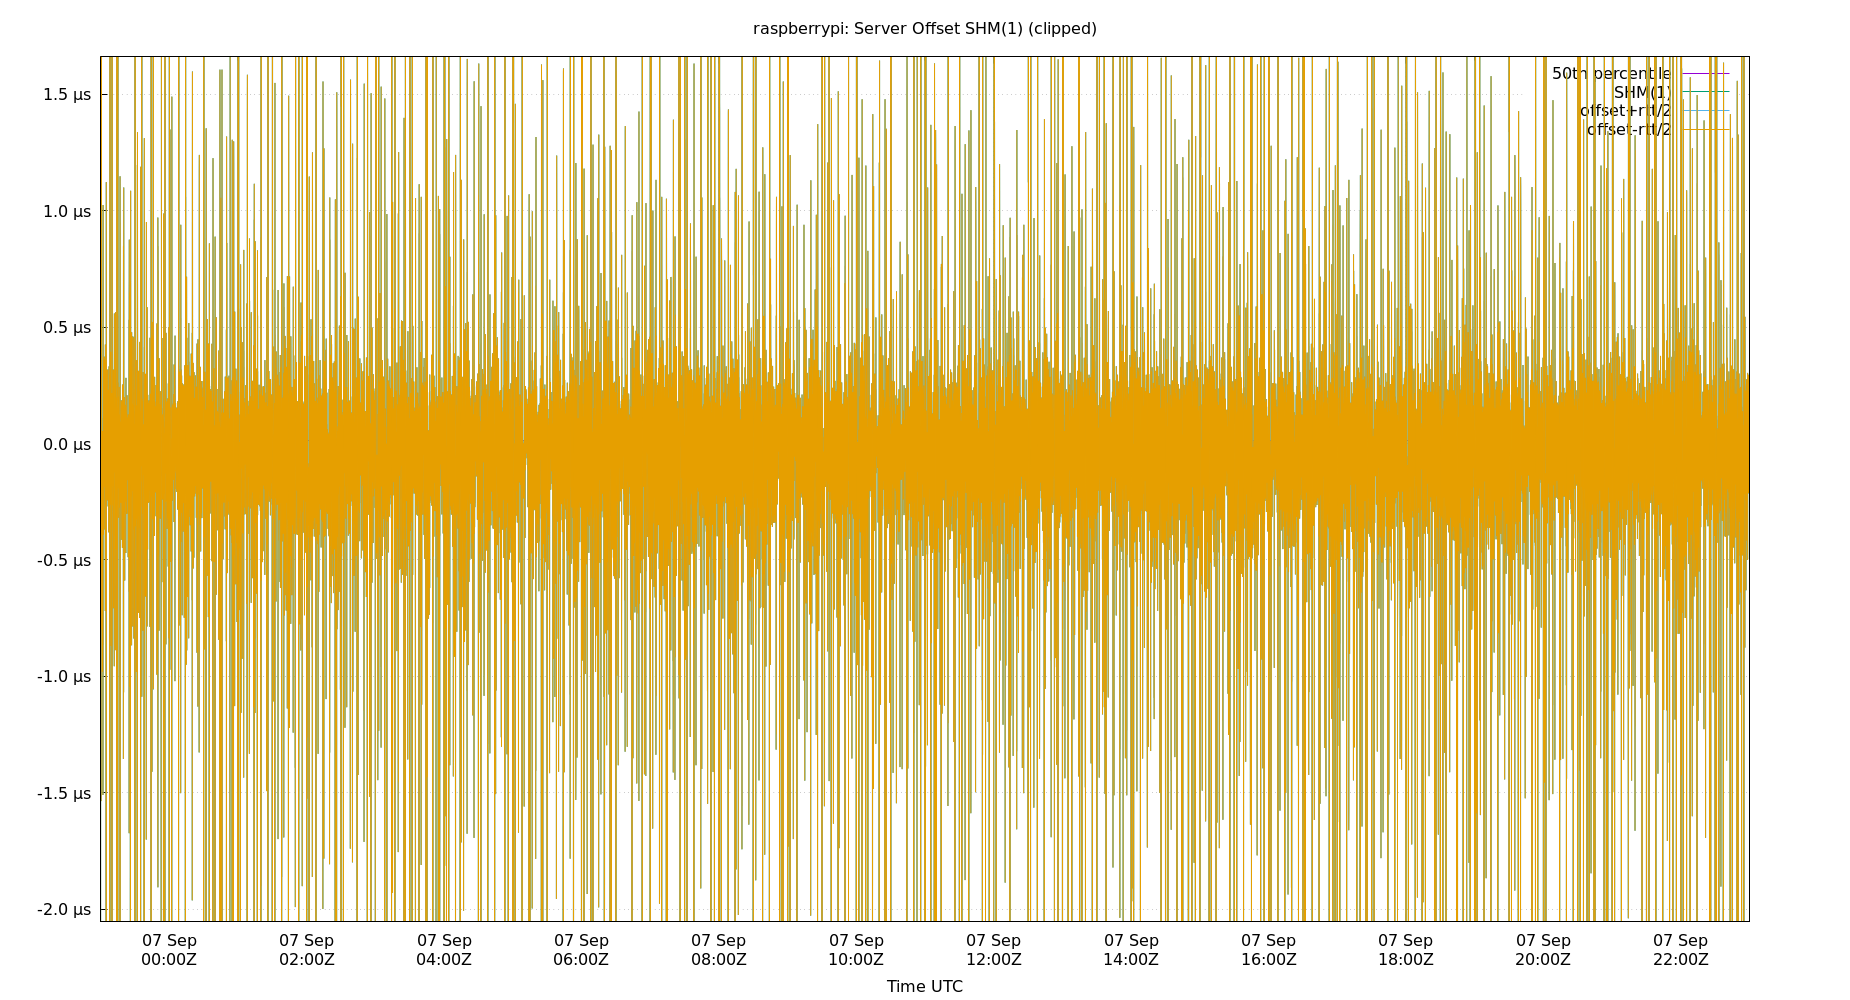 raspberrypi: Server Offset SHM(1) (clipped)
50th percentile
SHM(1)
offset+rtt/2
offset-rtt/2
1.5 µs
1.0 µs
0.5 µs
0.0 µs
-0.5 µs
-1.0 µs
-1.5 µs
-2.0 µs
07 Sep 07 Sep 07 Sep 07 Sep 07 Sep 07 Sep 07 Sep 07 Sep 07 Sep 07 Sep 07 Sep 07 Sep
00:00Z 02:00Z 04:00Z 06:00Z 08:00Z 10:00Z 12:00Z 14:00Z 16:00Z 18:00Z 20:00Z 22:00Z
Time UTC